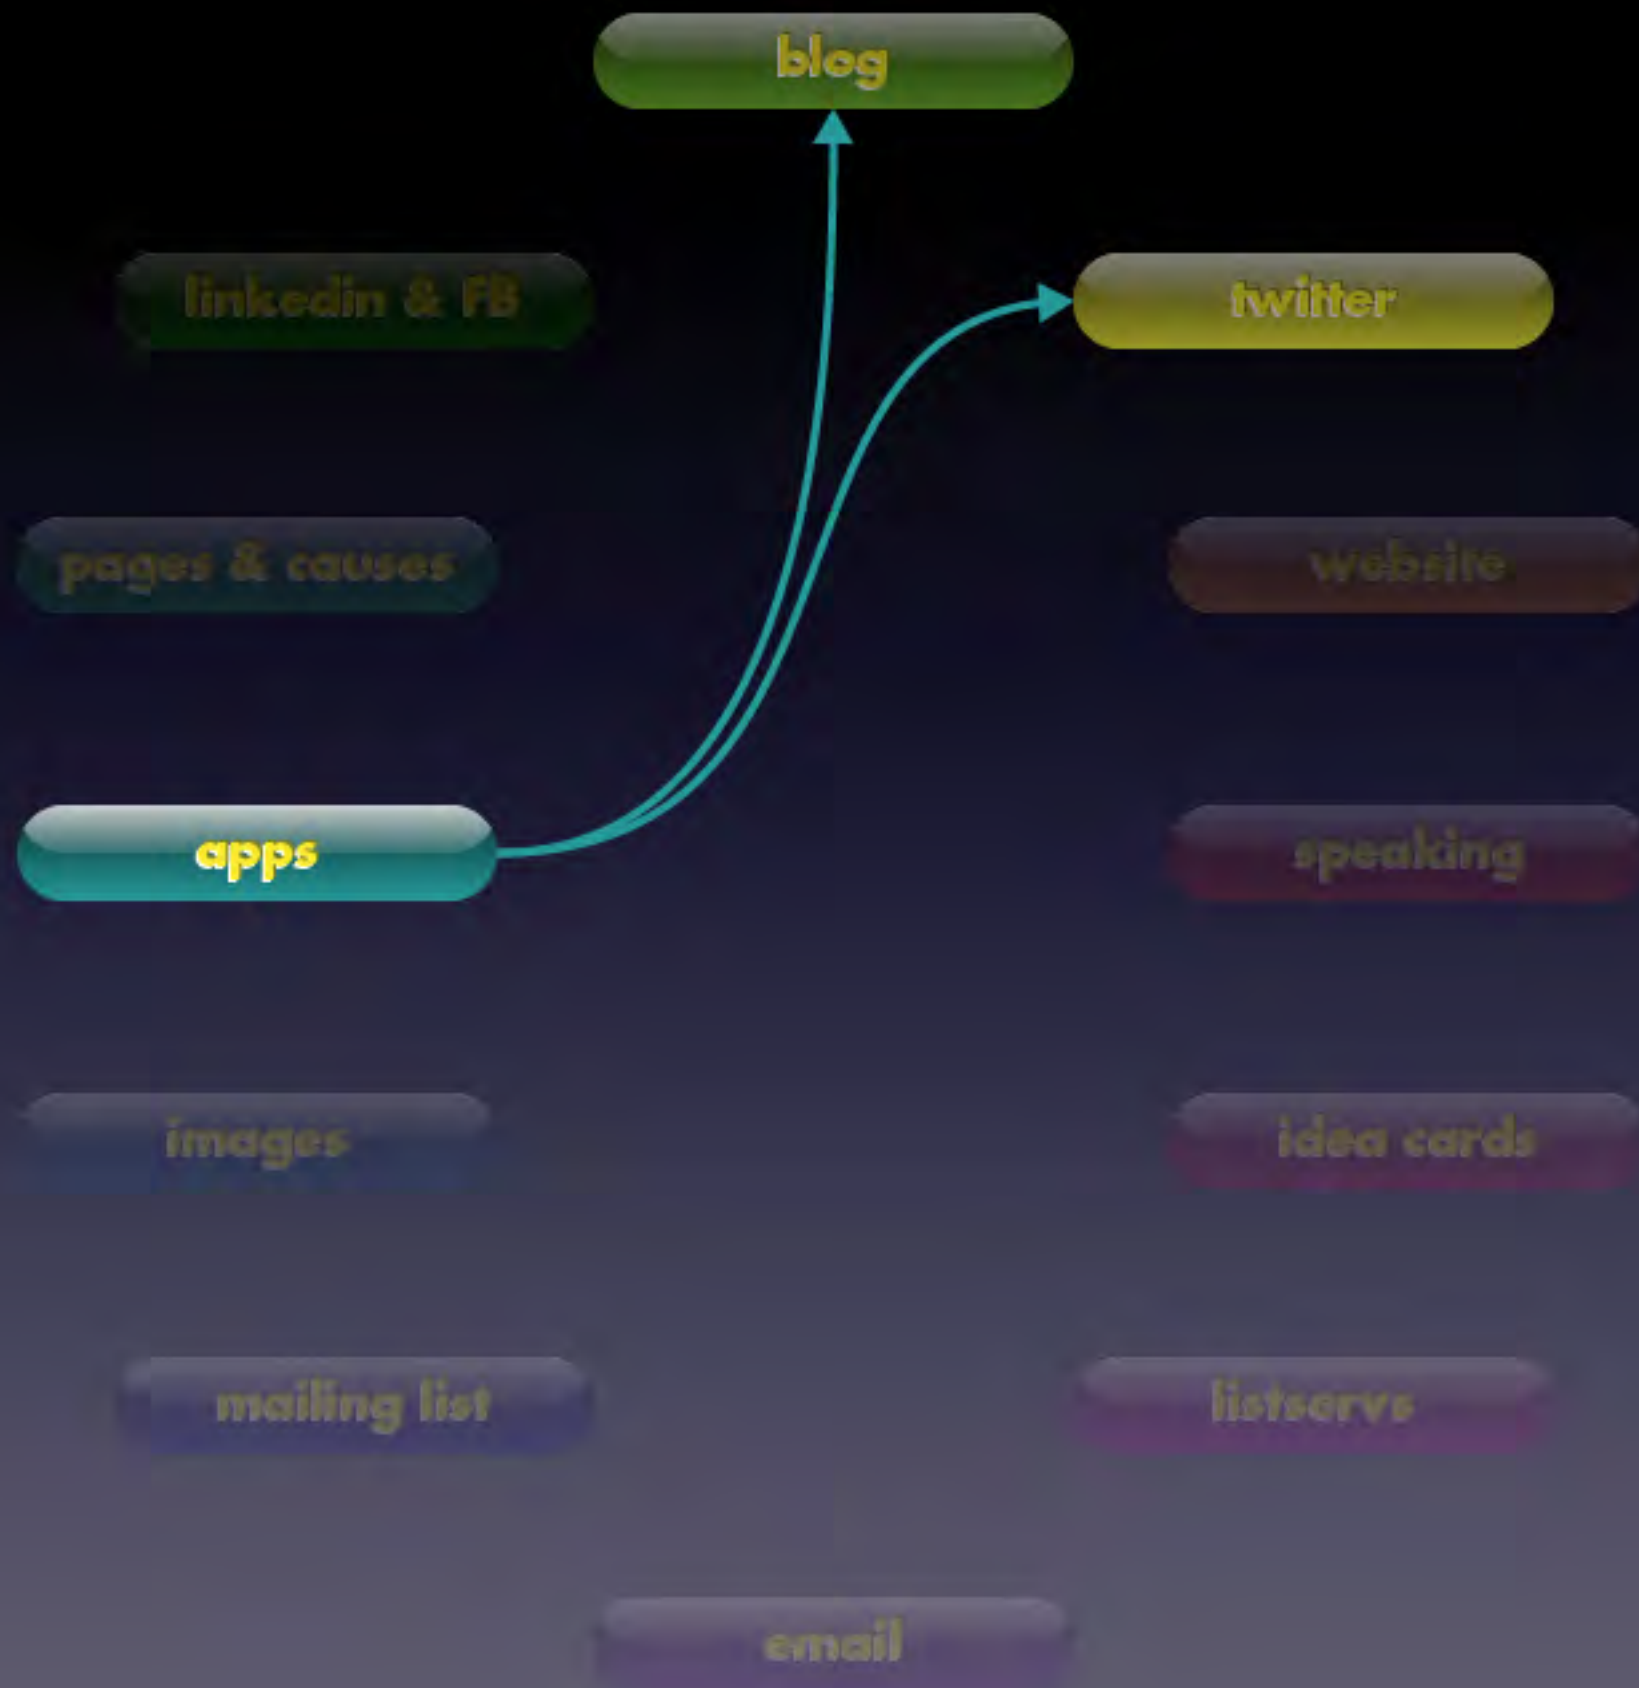 blog
linkedin & FB
twitter
pages & causes
website
apps
speaking
images
idea cards
mailing list
listservs
email